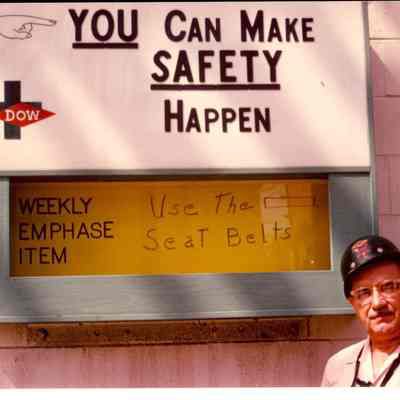 YOU CAN MAKE
SAFETY
HAPPEN
DOW
WEEKLY
EMPHASE
ITEM
Use The
Seat Belts